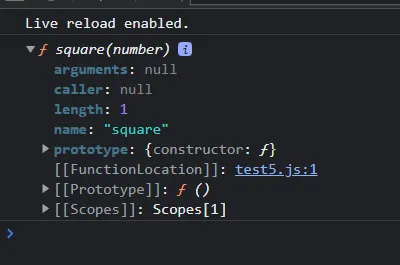 Live reload enabled.
▼ƒ square(number) i
arguments: null
caller: null
length: 1
name: "square"
▶ prototype: {constructor: ƒ}
[[FunctionLocation]]: test5.js:1
▶ [[Prototype]]: ƒ ()
▶ [[Scopes]]: Scopes[1]
>